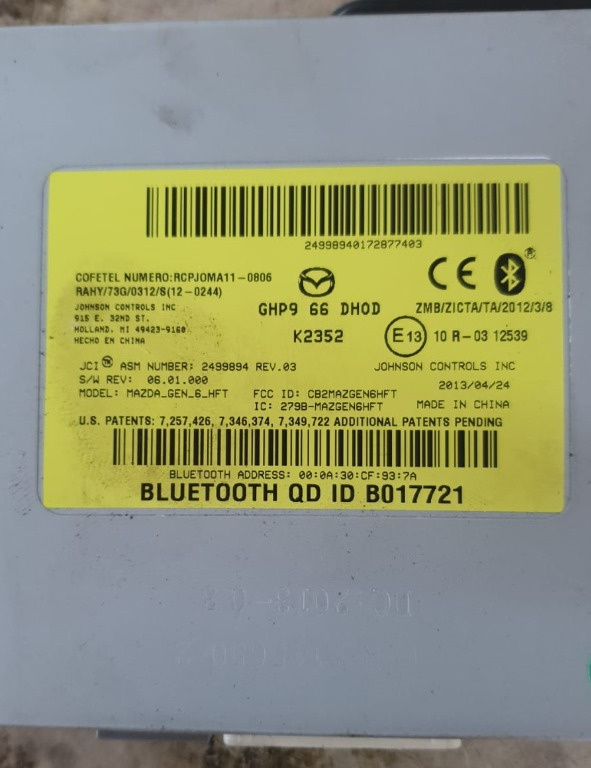 24998940172877403
COFETEL NUMERO:RCPJOMA11-0806
RAHY/73G/0312/S(12-0244)
JOHNSON CONTROLS INC
915 E. 32ND ST.
HOLLAND, MI 49423-9160
HECHO EN CHINA
GHP9 66 DH0D
K2352
CE
®
ZMB/ZICTA/TA/2012/3/8
E13 10 R-03 12539
JCI™ ASM NUMBER: 2499894 REV.03
S/W REV: 06.01.000
MODEL: MAZDA_GEN_6_HFT
FCC ID: CB2MAZGEN6HFT
IC: 279B-MAZGEN6HFT
JOHNSON CONTROLS INC
2013/04/24
MADE IN CHINA
U.S. PATENTS: 7,257,426, 7,346,374, 7,349,722 ADDITIONAL PATENTS PENDING
BLUETOOTH ADDRESS: 00:0A:30:CF:93:7A
BLUETOOTH QD ID B017721